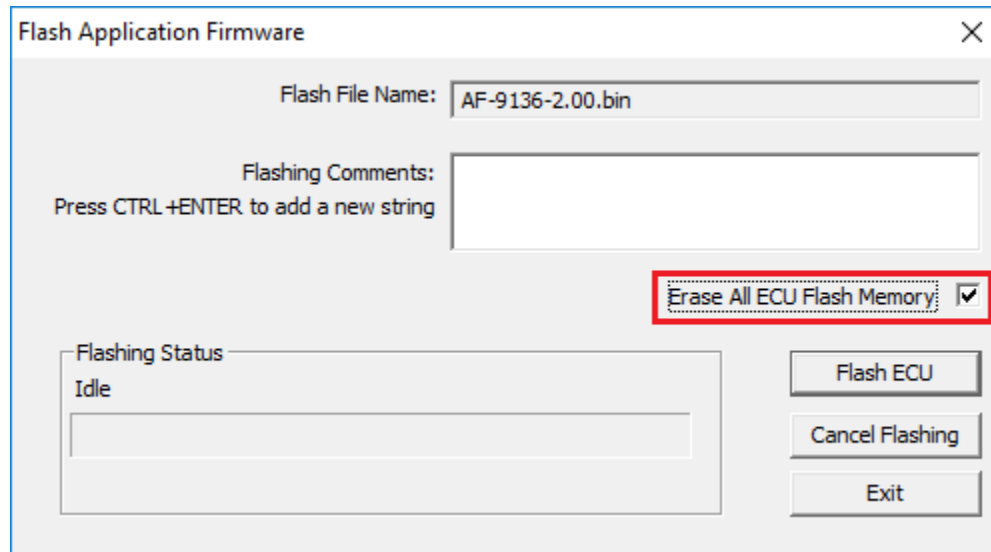 Flash Application Firmware
Flash File Name: AF-9136-2.00.bin
Flashing Comments:
Press CTRL+ENTER to add a new string
Erase All ECU Flash Memory
Flashing Status
Idle
Flash ECU
Cancel Flashing
Exit